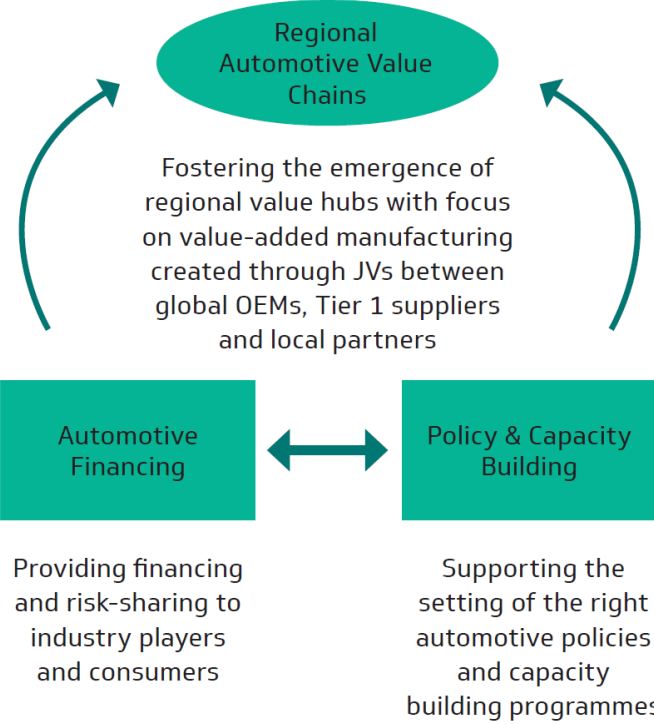 Regional
Automotive Value
Chains
Fostering the emergence of
regional value hubs with focus
on value-added manufacturing
created through JVs between
global OEMs, Tier 1 suppliers
and local partners
Automotive
Financing
Policy & Capacity
Building
Providing financing
and risk-sharing to
industry players
and consumers
Supporting the
setting of the right
automotive policies
and capacity
building programmes